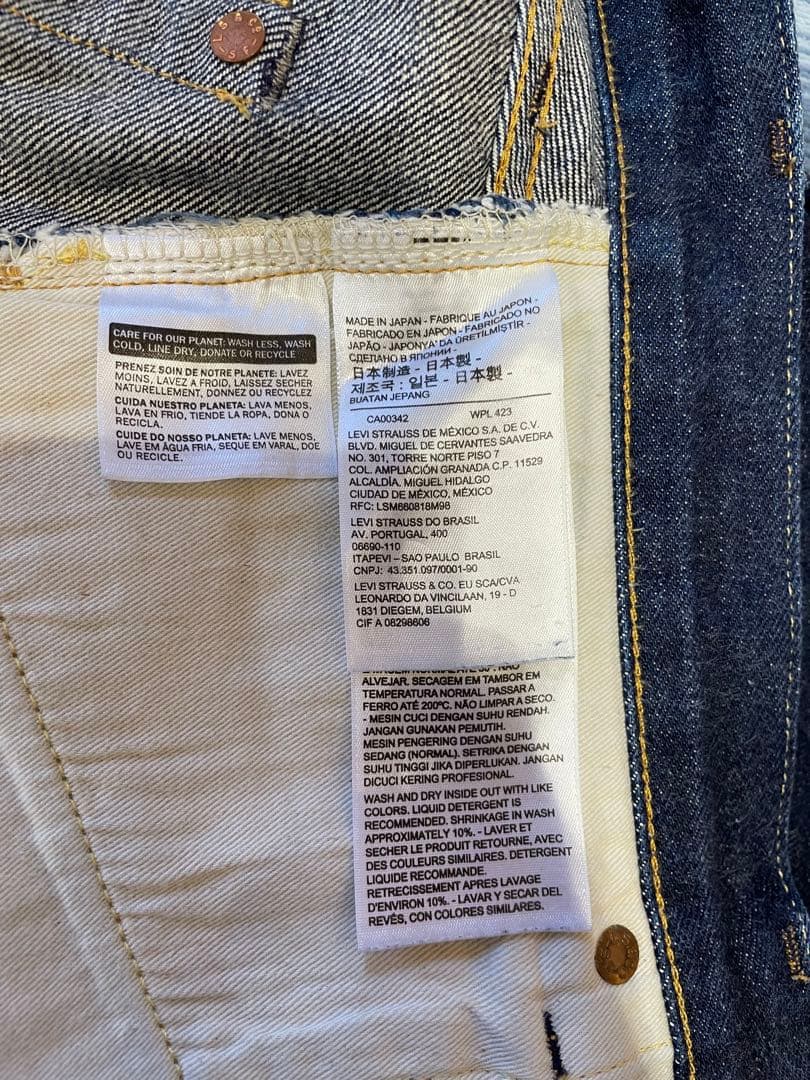 L S & Co
S F
CARE FOR OUR PLANET: WASH LESS, WASH
COLD, LINE DRY, DONATE OR RECYCLE
PRENEZ SOIN DE NOTRE PLANETE: LAVEZ
MOINS, LAVEZ A FROID, LAISSEZ SECHER
NATURELLEMENT, DONNEZ OU RECYCLEZ
CUIDA NUESTRO PLANETA: LAVA MENOS,
LAVA EN FRIO, TIENDE LA ROPA, DONA O
RECICLA.
CUIDE DO NOSSO PLANETA: LAVE MENOS,
LAVE EM ÁGUA FRIA, SEQUE EM VARAL, DOE
OU RECICLE.
MADE IN JAPAN - FABRIQUE AU JAPON -
FABRICADO EN JAPON - FABRICADO NO
JAPÃO - JAPONYA'DA ÜRETILMIŞTIR -
СДЕЛАНО В ЯПОНИИ -
日本制造 - 日本製 -
제조국 : 일본 - 日本製 -
BUATAN JEPANG
CA00342 WPL 423
LEVI STRAUSS DE MÉXICO S.A. DE C.V.
BLVD. MIGUEL DE CERVANTES SAAVEDRA
NO. 301, TORRE NORTE PISO 7
COL. AMPLIACIÓN GRANADA C.P. 11529
ALCALDÍA. MIGUEL HIDALGO
CIUDAD DE MÉXICO, MÉXICO
RFC: LSM660818M98
LEVI STRAUSS DO BRASIL
AV. PORTUGAL, 400
06690-110
ITAPEVI – SAO PAULO BRASIL
CNPJ: 43.351.097/0001-90
LEVI STRAUSS & CO. EU SCA/CVA
LEONARDO DA VINCILAAN, 19 - D
1831 DIEGEM, BELGIUM
CIF A 08298606
ALVEJAR. SECAGEM EM TAMBOR EM
TEMPERATURA NORMAL. PASSAR A
FERRO ATÉ 200ºC. NÃO LIMPAR A SECO.
- MESIN CUCI DENGAN SUHU RENDAH.
JANGAN GUNAKAN PEMUTIH.
MESIN PENGERING DENGAN SUHU
SEDANG (NORMAL). SETRIKA DENGAN
SUHU TINGGI JIKA DIPERLUKAN. JANGAN
DICUCI KERING PROFESIONAL.
WASH AND DRY INSIDE OUT WITH LIKE
COLORS. LIQUID DETERGENT IS
RECOMMENDED. SHRINKAGE IN WASH
APPROXIMATELY 10%. - LAVER ET
SECHER LE PRODUIT RETOURNE, AVEC
DES COULEURS SIMILAIRES. DETERGENT
LIQUIDE RECOMMANDE.
RETRECISSEMENT APRES LAVAGE
D'ENVIRON 10%. - LAVAR Y SECAR DEL
REVÉS, CON COLORES SIMILARES.